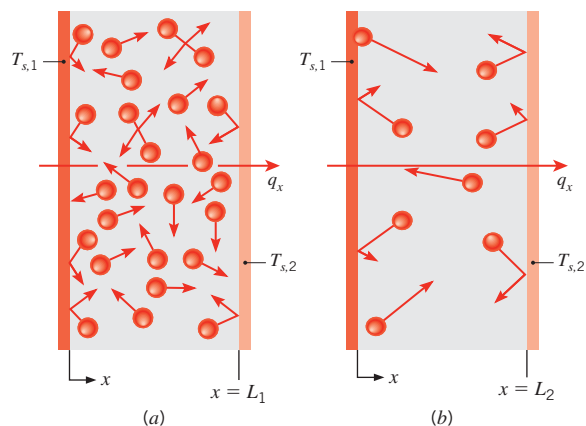 T_{s,1}
q_x
T_{s,2}
x
x = L_1
(a)
T_{s,1}
q_x
T_{s,2}
x
x = L_2
(b)